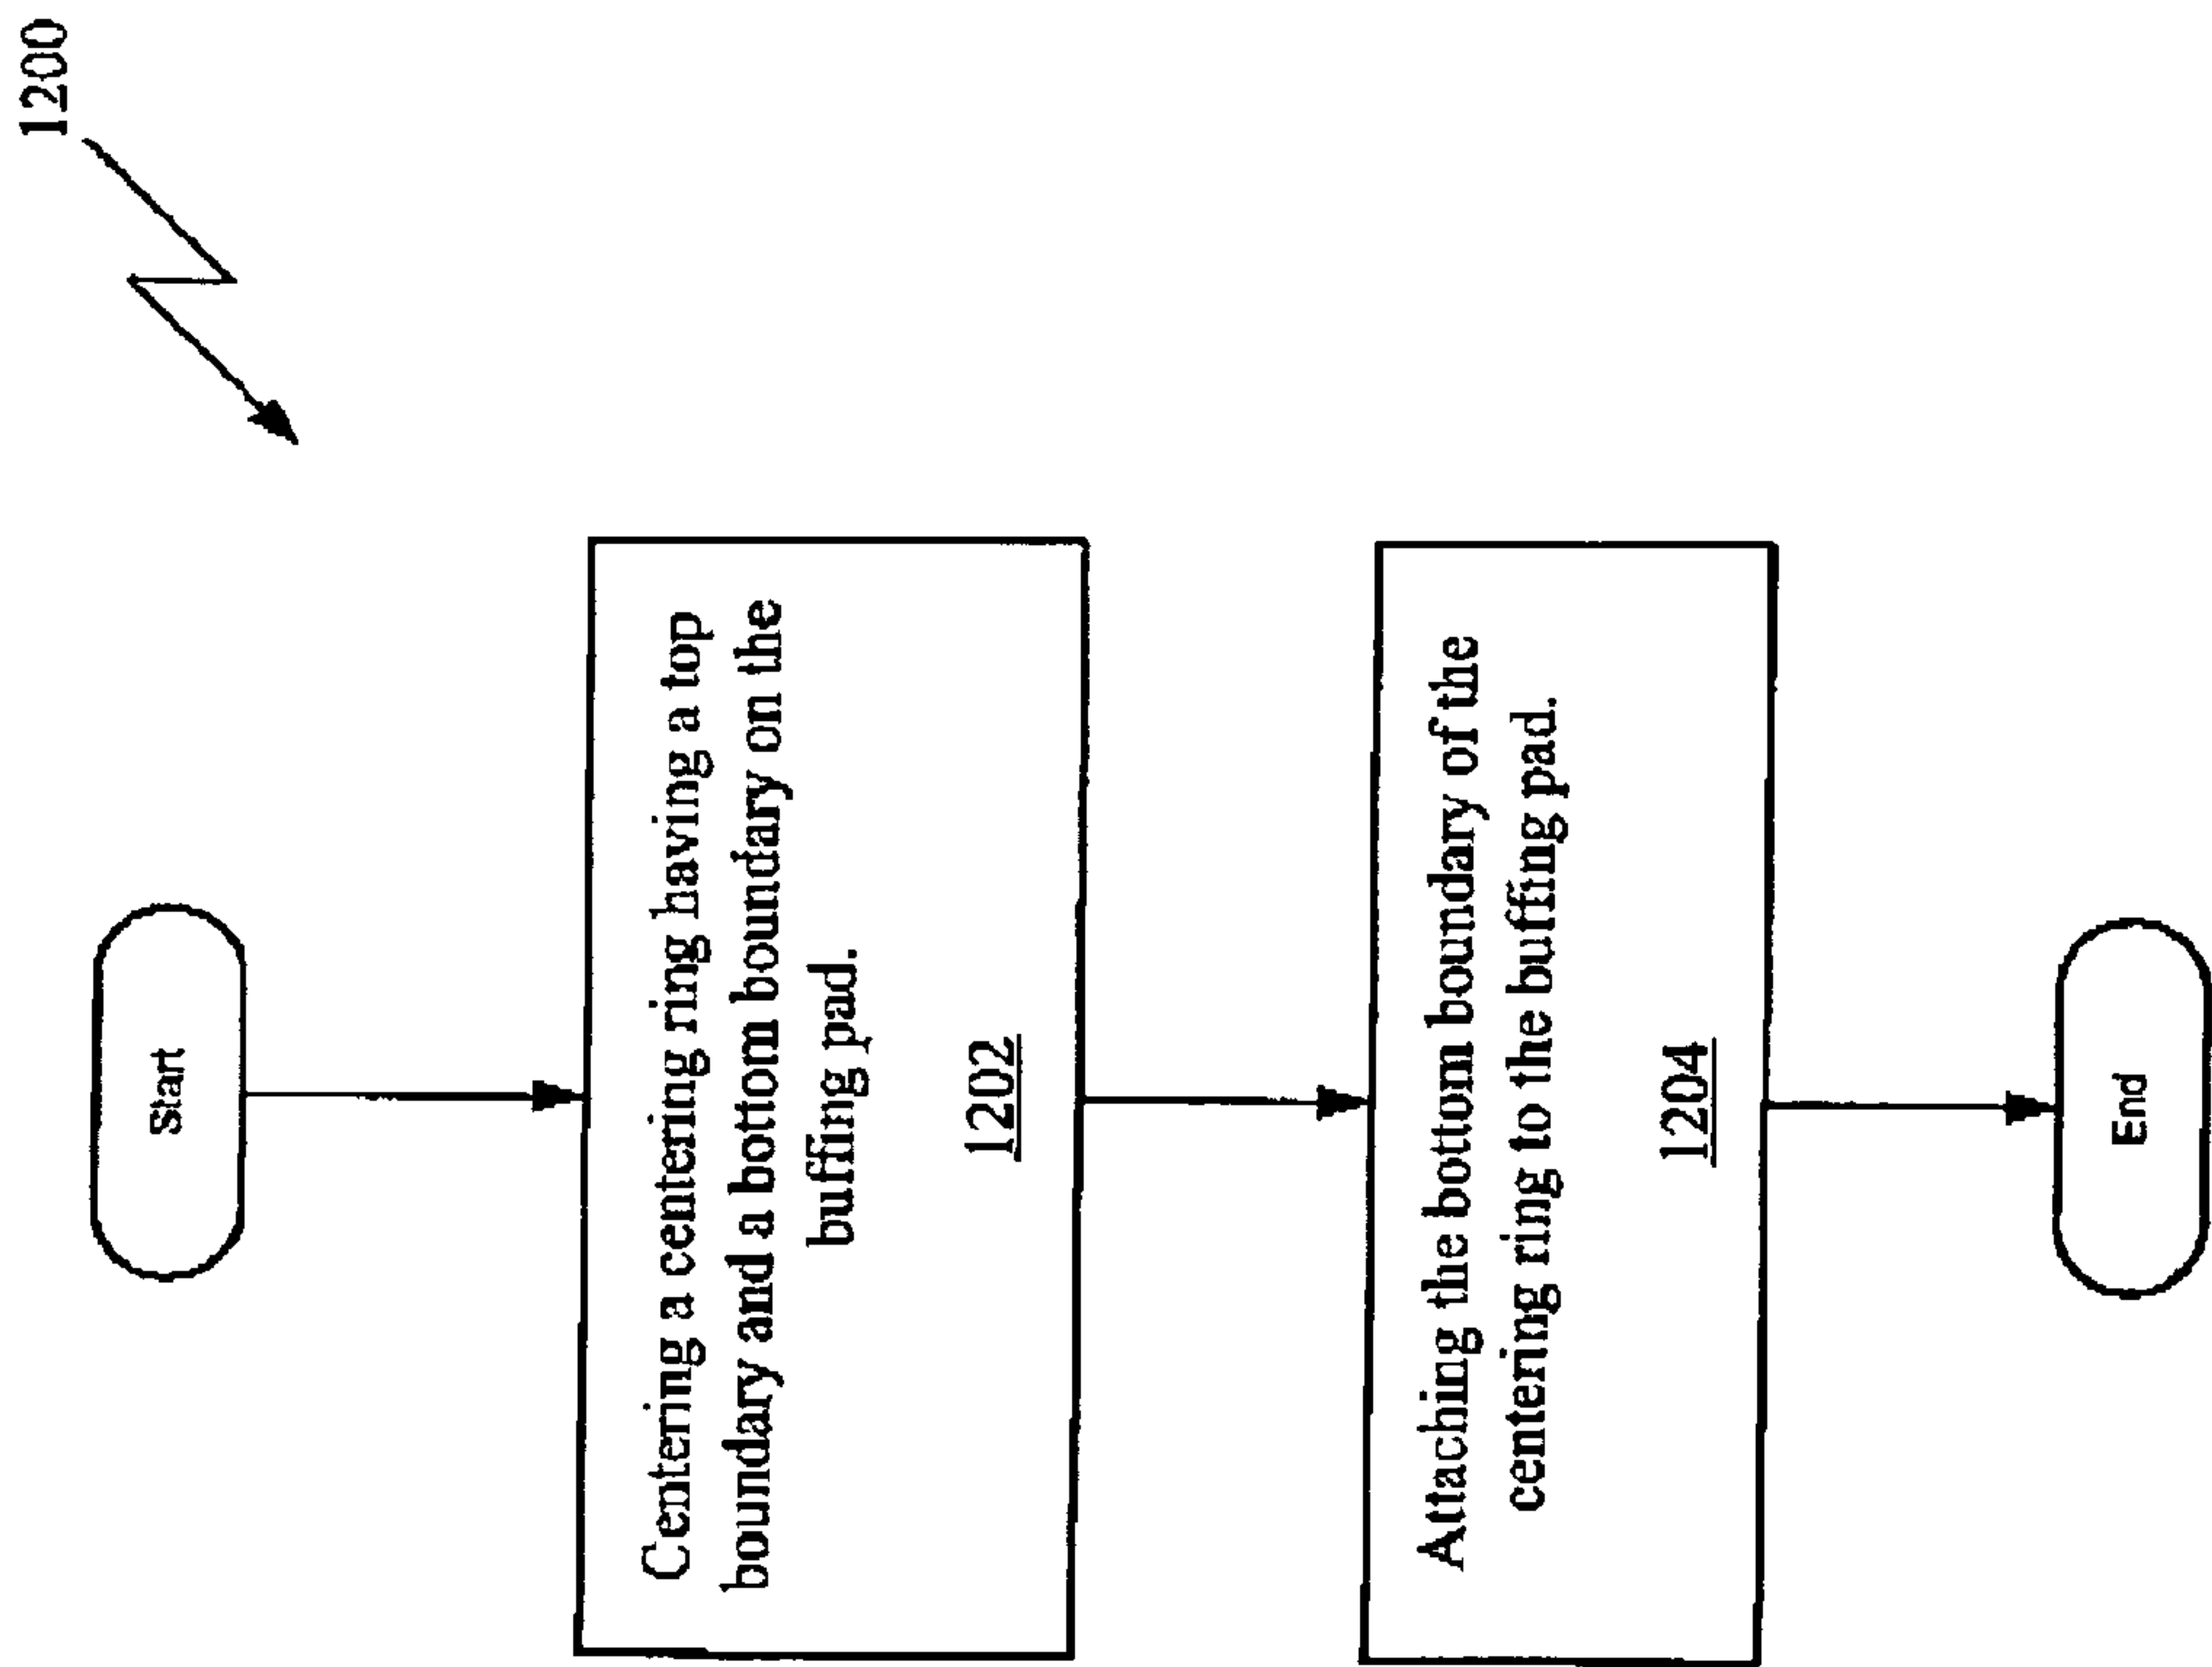 1200
Start
Centering a centering ring having a top
boundary and a bottom boundary on the
buffing pad.
1202
Attaching the bottom boundary of the
centering ring to the buffing pad.
1204
End